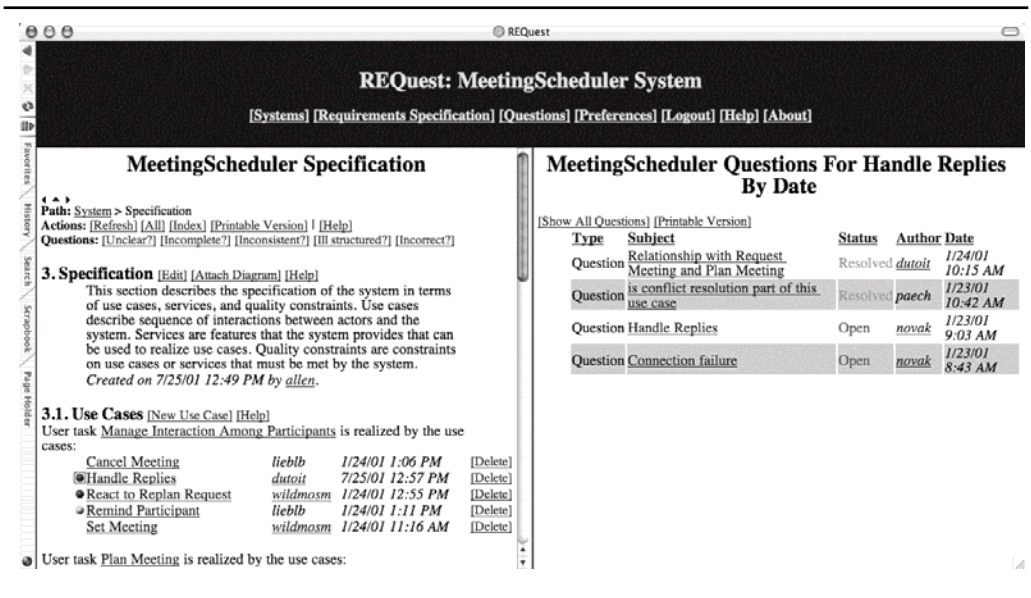 REQuest
REQuest: MeetingScheduler System
[Systems] [Requirements Specification] [Questions] [Preferences] [Logout] [Help] [About]
Favorites
History
Search
Scrapbook
Page Holder
MeetingScheduler Specification
Path: System > Specification
Actions: [Refresh] [All] [Index] [Printable Version] | [Help]
Questions: [Unclear?] [Incomplete?] [Inconsistent?] [Ill structured?] [Incorrect?]
3. Specification [Edit] [Attach Diagram] [Help]
This section describes the specification of the system in terms
of use cases, services, and quality constraints. Use cases
describe sequence of interactions between actors and the
system. Services are features that the system provides that can
be used to realize use cases. Quality constraints are constraints
on use cases or services that must be met by the system.
Created on 7/25/01 12:49 PM by allen.
3.1. Use Cases [New Use Case] [Help]
User task Manage Interaction Among Participants is realized by the use
cases:
Cancel Meeting lieblb 1/24/01 1:06 PM [Delete]
Handle Replies dutoit 7/25/01 12:57 PM [Delete]
React to Replan Request wildmosm 1/24/01 12:55 PM [Delete]
Remind Participant lieblb 1/24/01 1:11 PM [Delete]
Set Meeting wildmosm 1/24/01 11:16 AM [Delete]
User task Plan Meeting is realized by the use cases:
MeetingScheduler Questions For Handle Replies
By Date
[Show All Questions] [Printable Version]
Type Subject Status Author Date
Question Relationship with Request Meeting and Plan Meeting Resolved dutoit 1/24/01 10:15 AM
Question is conflict resolution part of this use case Resolved paech 1/23/01 10:42 AM
Question Handle Replies Open novak 1/23/01 9:03 AM
Question Connection failure Open novak 1/23/01 8:43 AM